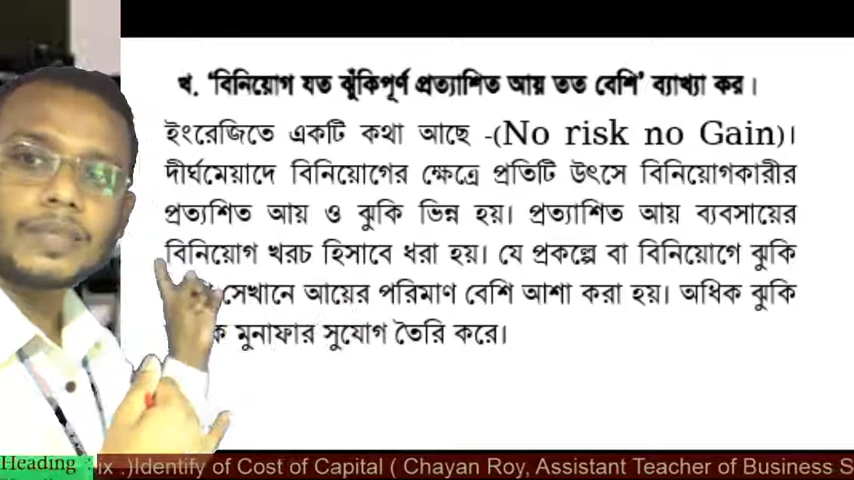 খ. ‘বিনিয়োগ যত ঝুঁকিপূর্ণ প্রত্যাশিত আয় তত বেশি’ ব্যাখ্যা কর।
ইংরেজিতে একটি কথা আছে -(No risk no Gain)।
দীর্ঘমেয়াদে বিনিয়োগের ক্ষেত্রে প্রতিটি উৎসে বিনিয়োগকারীর
প্রত্যশিত আয় ও ঝুকি ভিন্ন হয়। প্রত্যাশিত আয় ব্যবসায়ের
বিনিয়োগ খরচ হিসাবে ধরা হয়। যে প্রকল্পে বা বিনিয়োগে ঝুকি
সেখানে আয়ের পরিমাণ বেশি আশা করা হয়। অধিক ঝুকি
ক মুনাফার সুযোগ তৈরি করে।
Heading : ix .)Identify of Cost of Capital ( Chayan Roy, Assistant Teacher of Business S